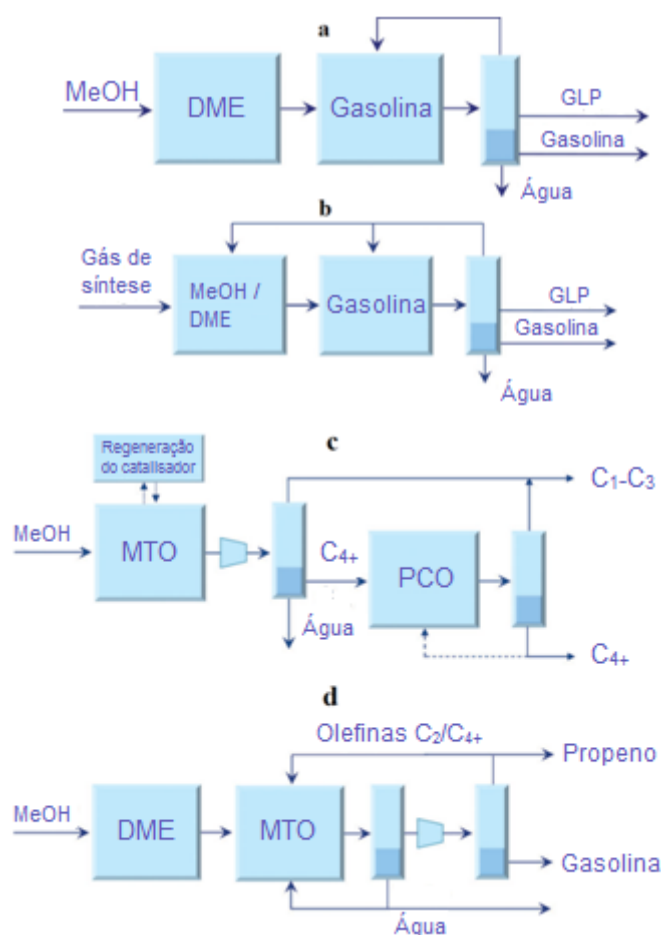 a
MeOH
DME
Gasolina
GLP
Gasolina
Água
b
Gás de
síntese
MeOH /
DME
Gasolina
GLP
Gasolina
Água
c
Regeneração
do catalisador
C₁-C₃
MeOH
MTO
C₄₊
PCO
Água
C₄₊
d
Olefinas C₂/C₄₊
Propeno
MeOH
DME
MTO
Gasolina
Água